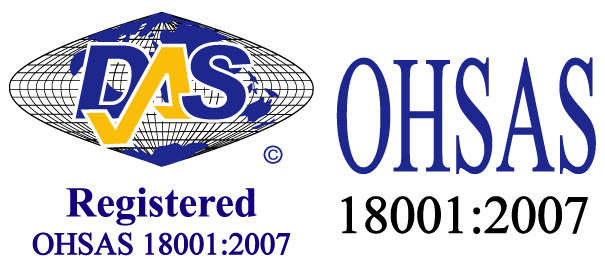 DAS
©
Registered
OHSAS 18001:2007
OHSAS
18001:2007